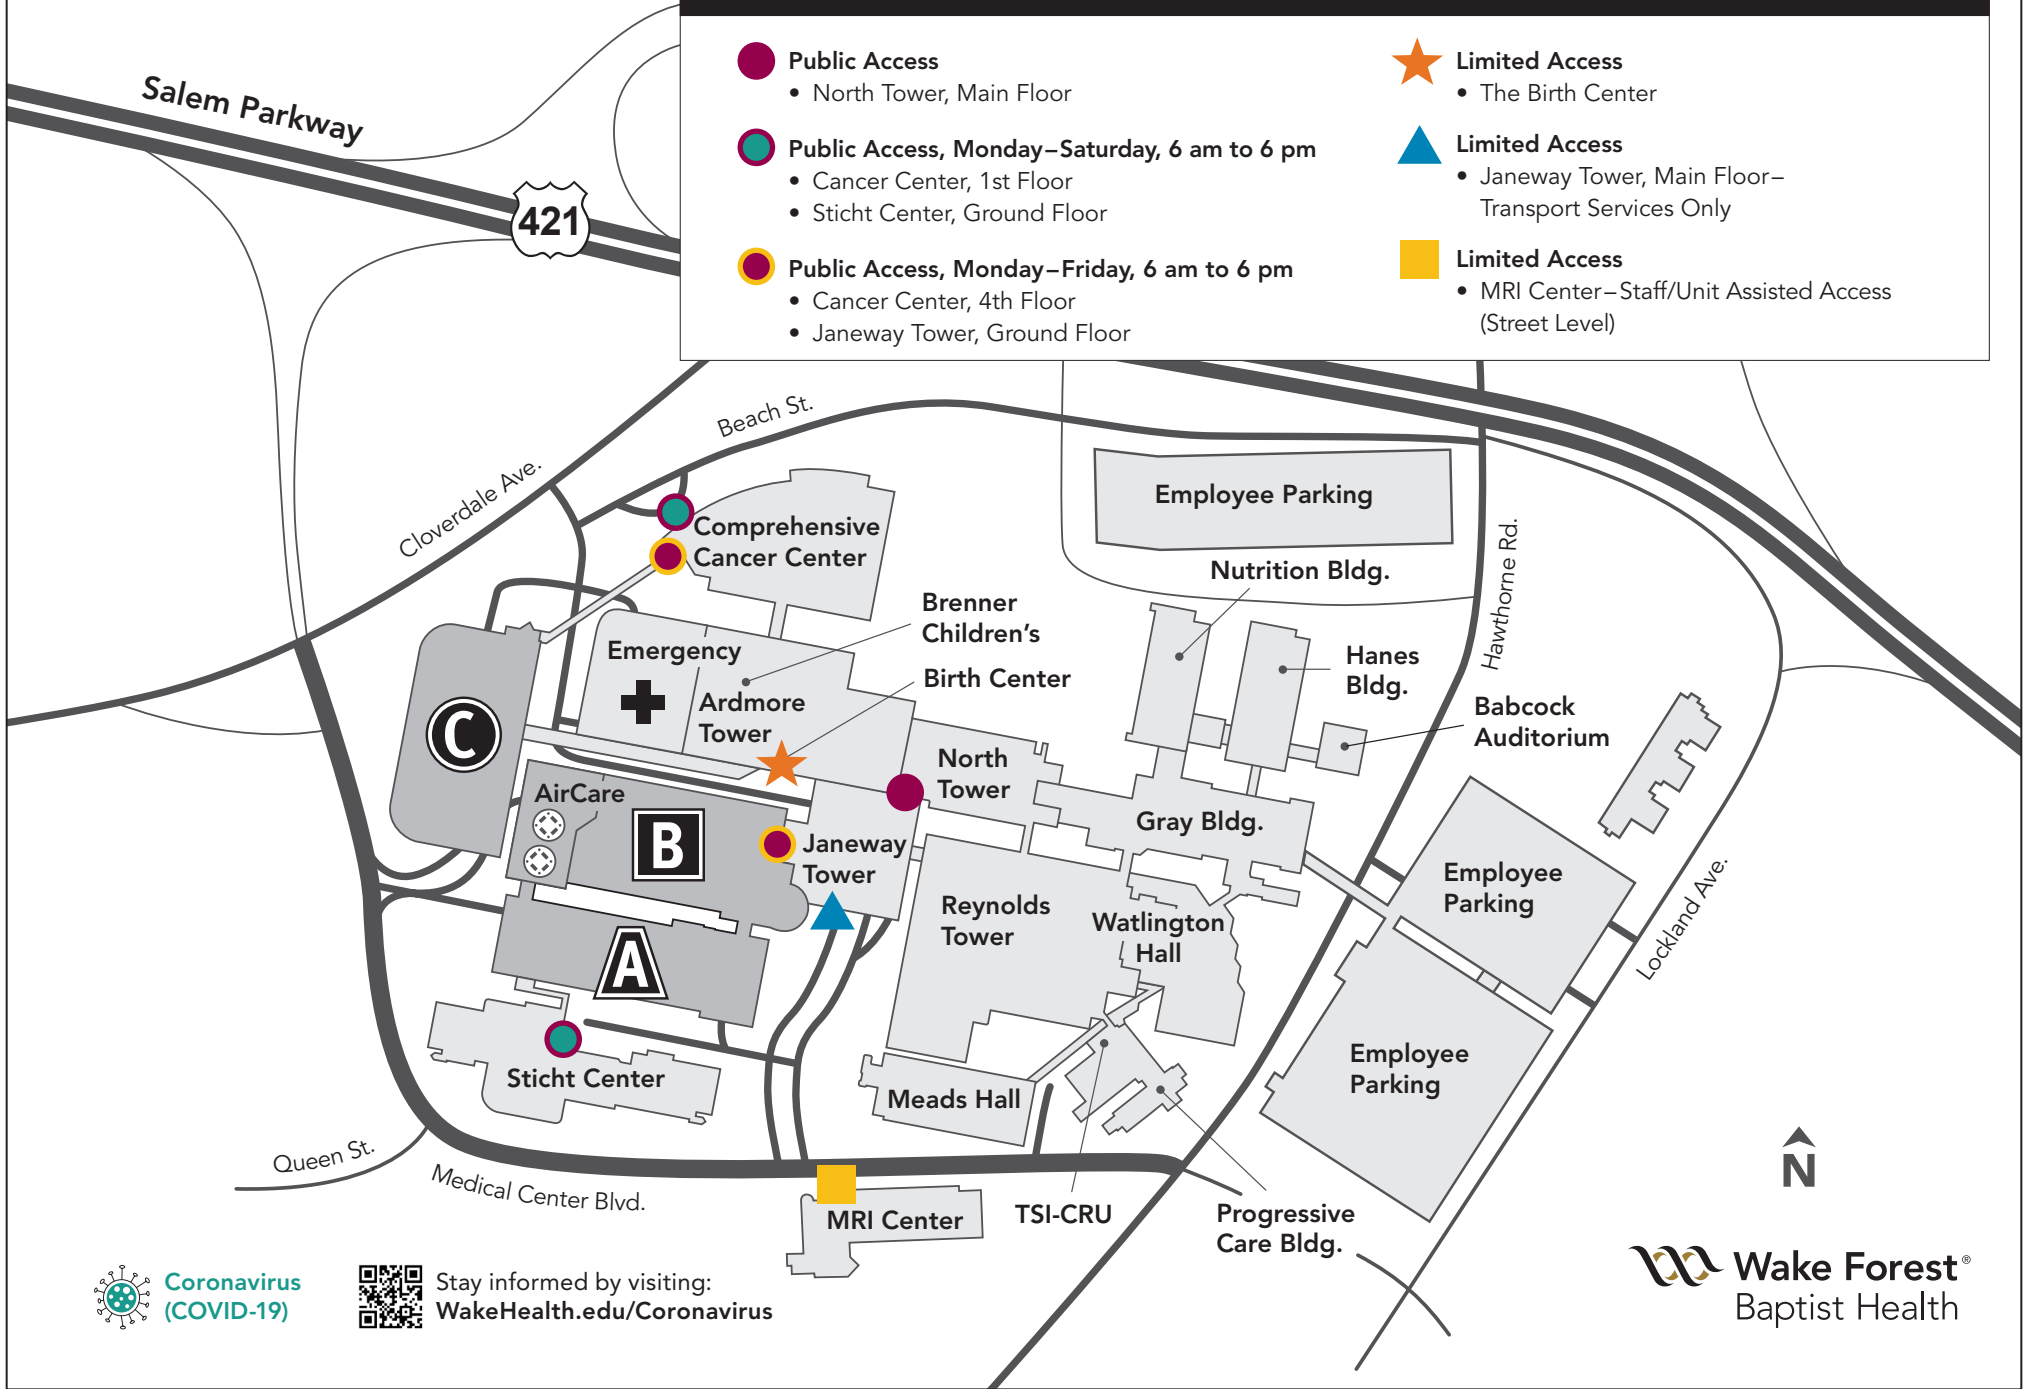 Public Access
• North Tower, Main Floor
Public Access, Monday–Saturday, 6 am to 6 pm
• Cancer Center, 1st Floor
• Sticht Center, Ground Floor
Public Access, Monday–Friday, 6 am to 6 pm
• Cancer Center, 4th Floor
• Janeway Tower, Ground Floor
Limited Access
• The Birth Center
Limited Access
• Janeway Tower, Main Floor–
Transport Services Only
Limited Access
• MRI Center–Staff/Unit Assisted Access
(Street Level)
Salem Parkway
421
Beach St.
Cloverdale Ave.
Employee Parking
Comprehensive
Cancer Center
Nutrition Bldg.
Hawthorne Rd.
Brenner
Children's
Birth Center
Emergency
Ardmore
Tower
Hanes
Bldg.
Babcock
Auditorium
C
North
Tower
AirCare
B
Gray Bldg.
Janeway
Tower
Employee
Parking
Reynolds
Tower
Watlington
Hall
Lockland Ave.
A
Employee
Parking
Sticht Center
Meads Hall
Queen St.
Medical Center Blvd.
MRI Center
TSI-CRU
Progressive
Care Bldg.
N
Coronavirus
(COVID-19)
Stay informed by visiting:
WakeHealth.edu/Coronavirus
Wake Forest®
Baptist Health